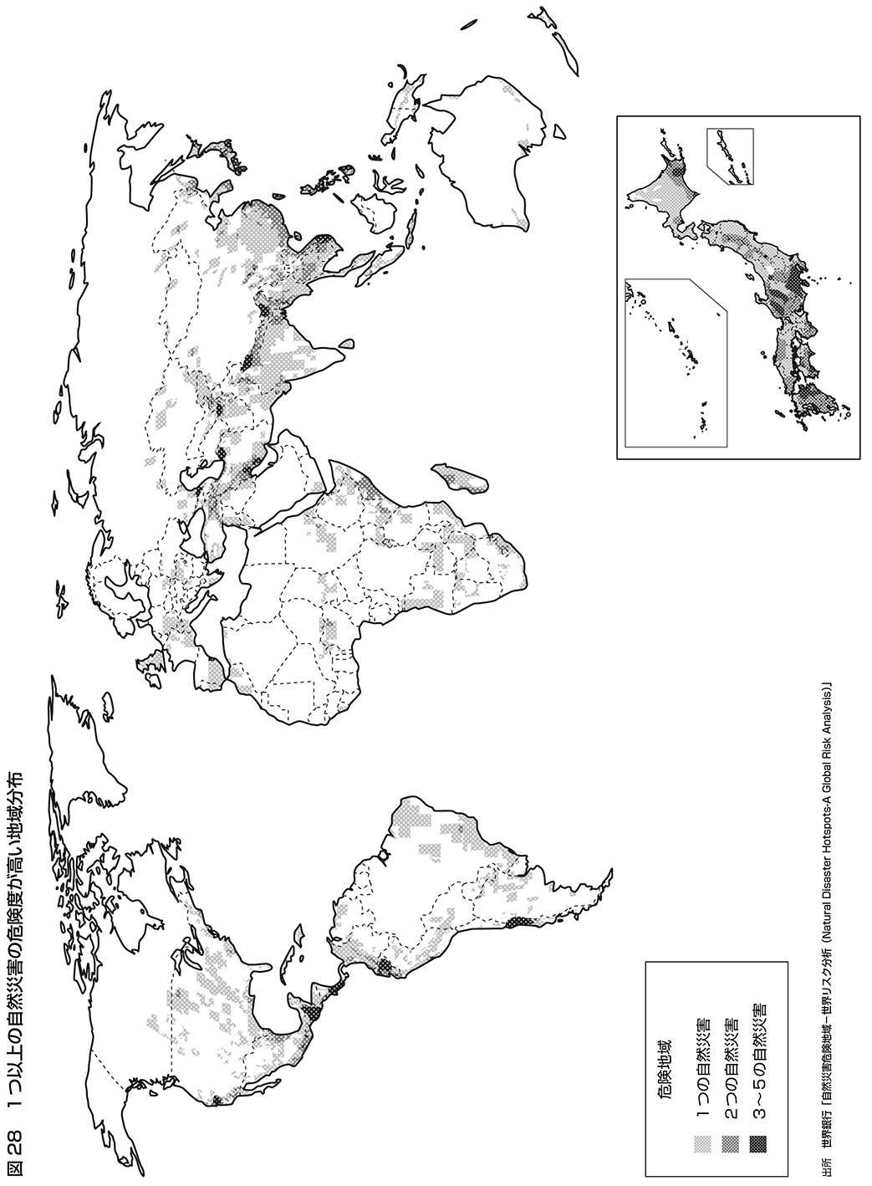 図 28　１つ以上の自然災害の危険度が高い地域分布
危険地域
１つの自然災害
２つの自然災害
３〜５の自然災害
出所　世界銀行「自然災害危険地域－世界リスク分析（Natural Disaster Hotspots-A Global Risk Analysis）」